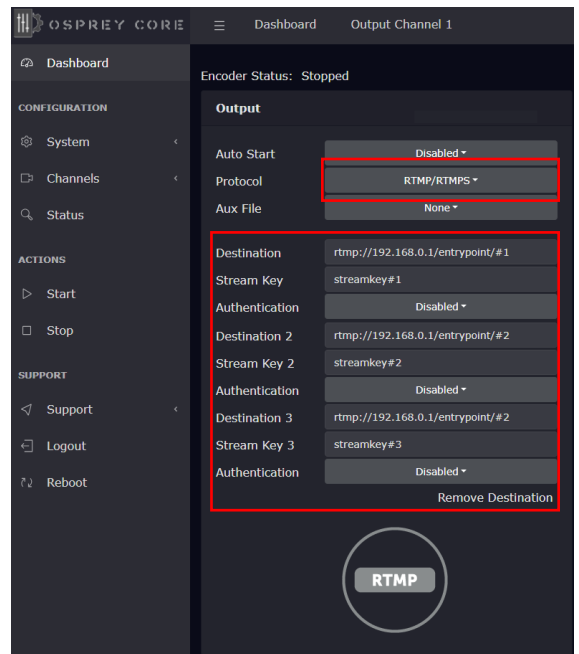 OSPREY CORE
Dashboard Output Channel 1
Dashboard
CONFIGURATION
System
Channels
Status
ACTIONS
Start
Stop
SUPPORT
Support
Logout
Reboot
Encoder Status: Stopped
Output
Auto Start Disabled
Protocol RTMP/RTMPS
Aux File None
Destination rtmp://192.168.0.1/entrypoint/#1
Stream Key streamkey#1
Authentication Disabled
Destination 2 rtmp://192.168.0.1/entrypoint/#2
Stream Key 2 streamkey#2
Authentication Disabled
Destination 3 rtmp://192.168.0.1/entrypoint/#2
Stream Key 3 streamkey#3
Authentication Disabled
Remove Destination
RTMP